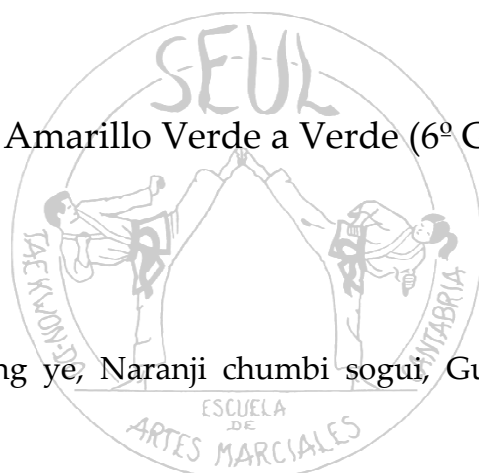 SEUL
Amarillo Verde a Verde (6º C
TAE KWON-DO
CANTABRIA
ng ye, Naranji chumbi sogui, Gu
ESCUELA
DE
ARTES MARCIALES